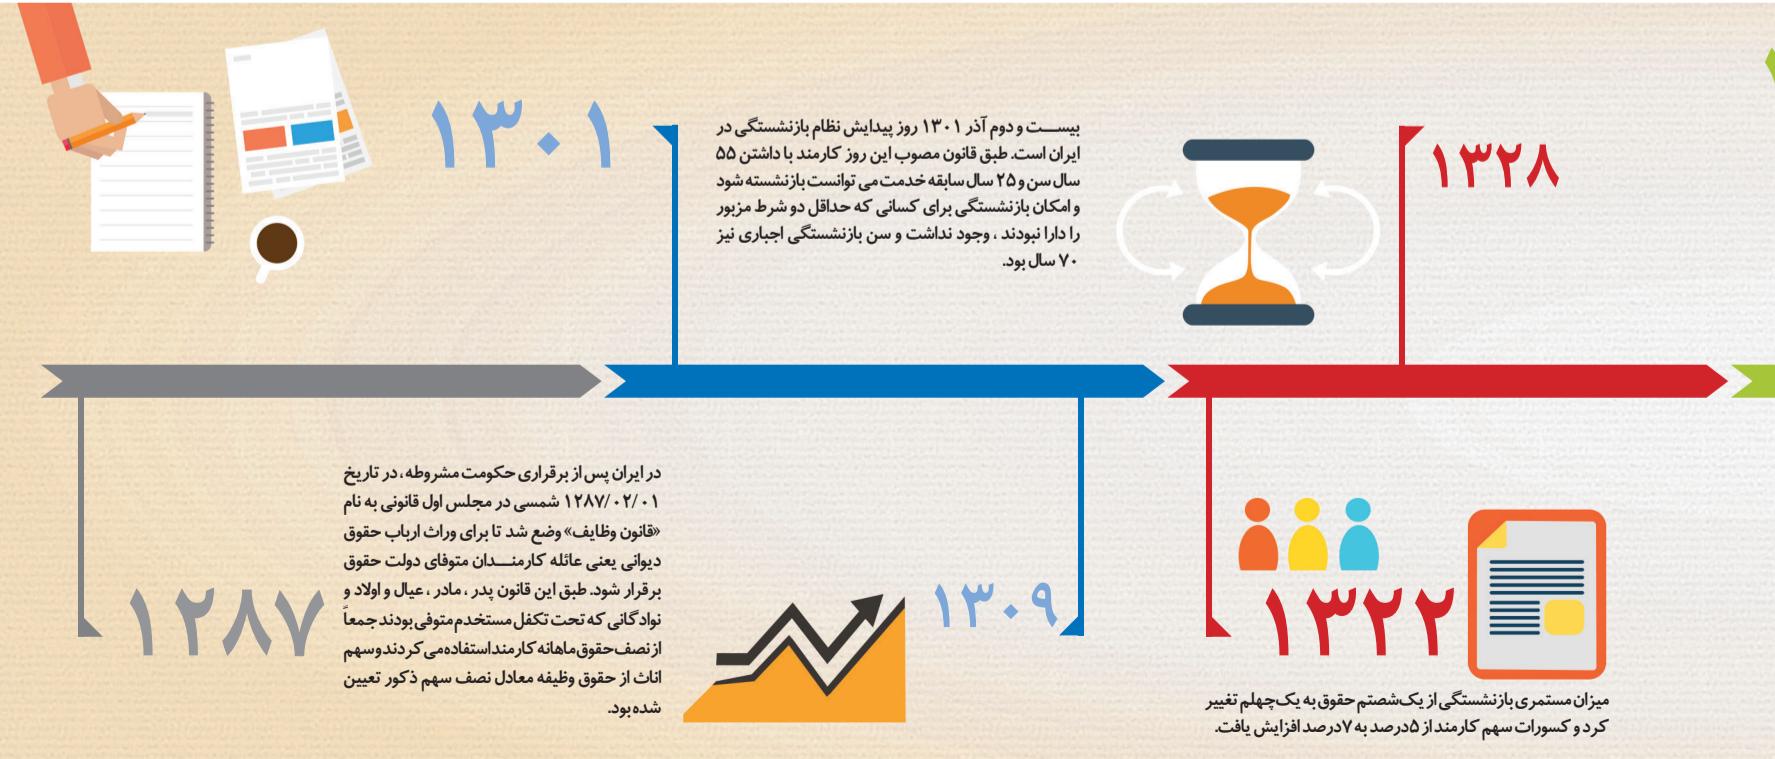 ۱۲۸۷
در ایران پس از برقراری حکومت مشروطه، در تاریخ
۱۲۸۷/۰۲/۰۱ شمسی در مجلس اول قانونی به نام
«قانون وظایف» وضع شد تا برای وراث ارباب حقوق
دیوانی یعنی عائله کارمندان متوفای دولت حقوق
برقرار شود. طبق این قانون پدر ، مادر ، عیال و اولاد و
نوادگانی که تحت تکفل مستخدم متوفی بودند جمعاً
از نصف حقوق ماهانه کارمند استفاده می کردند و سهم
اناث از حقوق وظیفه معادل نصف سهم ذکور تعیین
شده بود.
۱۳۰۱
بیست و دوم آذر ۱۳۰۱ روز پیدایش نظام بازنشستگی در
ایران است. طبق قانون مصوب این روز کارمند با داشتن ۵۵
سال سن و ۲۵ سال سابقه خدمت می توانست بازنشسته شود
و امکان بازنشستگی برای کسانی که حداقل دو شرط مزبور
را دارا نبودند ، وجود نداشت و سن بازنشستگی اجباری نیز
۷۰ سال بود.
۱۳۰۹
۱۳۲۲
میزان مستمری بازنشستگی از یک‌شصتم حقوق به یک‌چهلم تغییر
کرد و کسورات سهم کارمند از ۵درصد به ۷درصد افزایش یافت.
۱۳۲۸